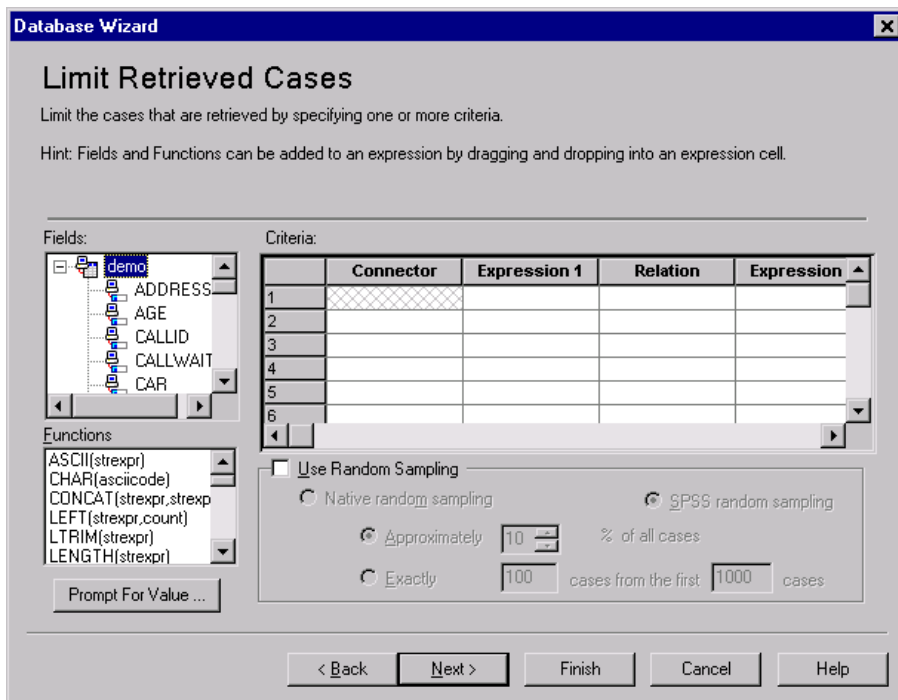 Database Wizard
Limit Retrieved Cases
Limit the cases that are retrieved by specifying one or more criteria.
Hint: Fields and Functions can be added to an expression by dragging and dropping into an expression cell.
Fields:
demo
ADDRESS
AGE
CALLID
CALLWAIT
CAR
Criteria:
Connector Expression 1 Relation Expression
1
2
3
4
5
6
Functions
ASCII(strexpr)
CHAR(asciicode)
CONCAT(strexpr,strexp
LEFT(strexpr,count)
LTRIM(strexpr)
LENGTH(strexpr)
Prompt For Value ...
Use Random Sampling
Native random sampling SPSS random sampling
Approximately 10 % of all cases
Exactly 100 cases from the first 1000 cases
< Back Next > Finish Cancel Help